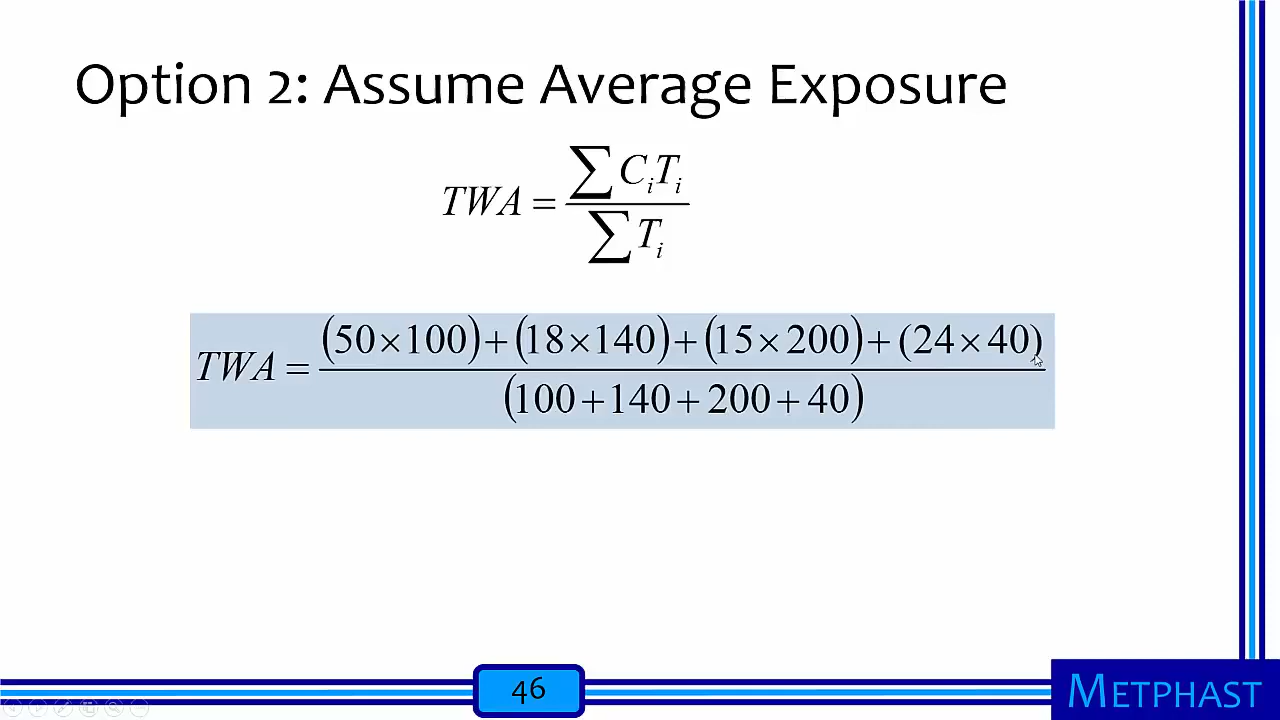 Option 2: Assume Average Exposure
TWA = ∑ C_i T_i / ∑ T_i
TWA = (50×100)+(18×140)+(15×200)+(24×40) / (100+140+200+40)
46
METPHAST